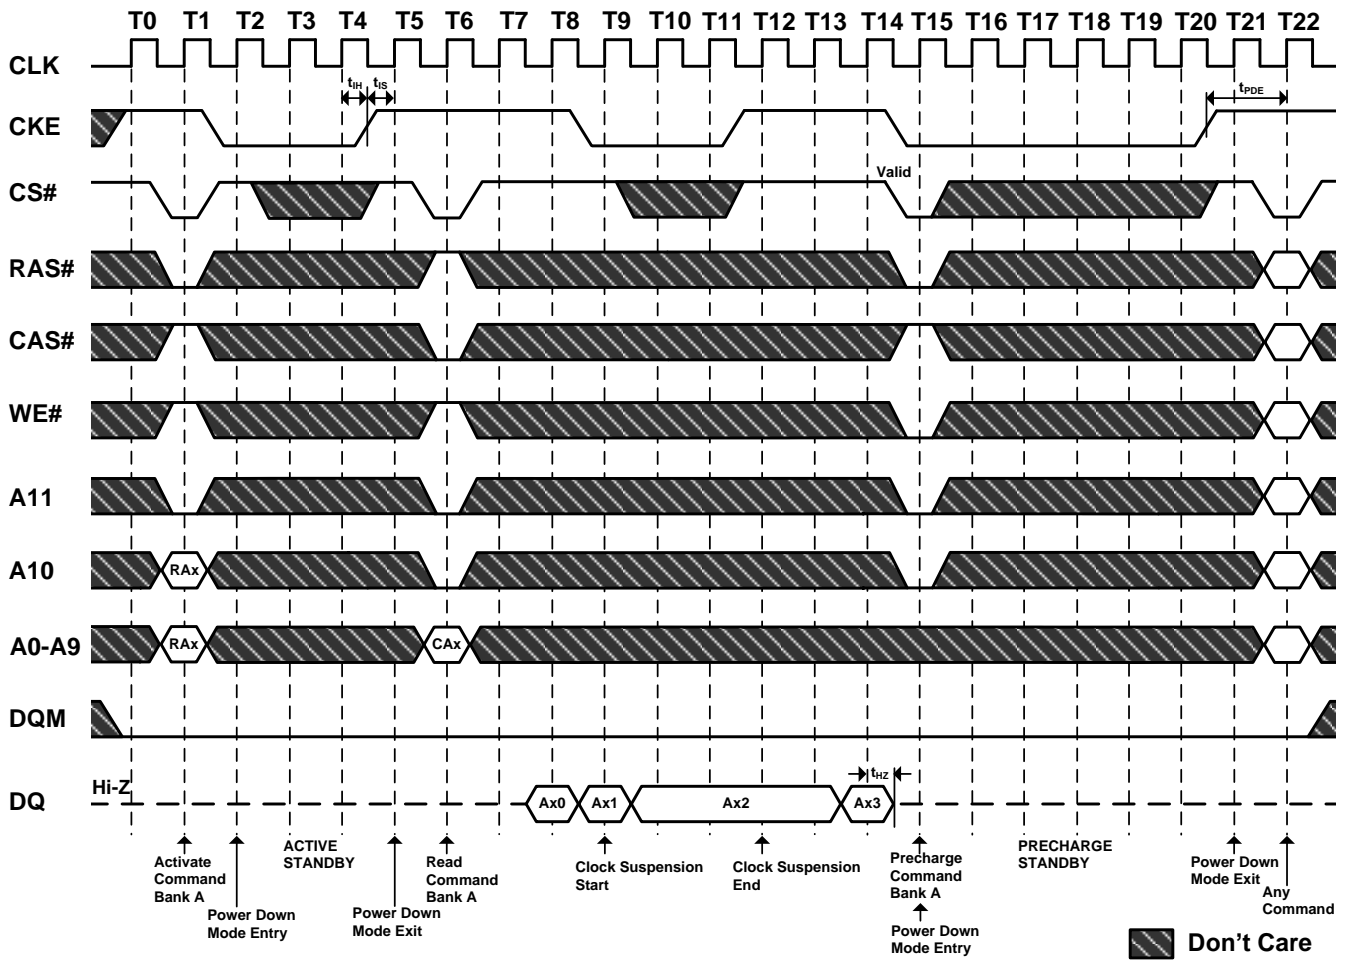 T0 T1 T2 T3 T4 T5 T6 T7 T8 T9 T10 T11 T12 T13 T14 T15 T16 T17 T18 T19 T20 T21 T22
CLK
tIH tIS
tPDE
CKE
Valid
CS#
RAS#
CAS#
WE#
A11
A10
RAx
A0-A9
RAx
CAx
DQM
Hi-Z
tHZ
DQ
Ax0
Ax1
Ax2
Ax3
Activate
Command
Bank A
ACTIVE
STANDBY
Power Down
Mode Entry
Power Down
Mode Exit
Read
Command
Bank A
Clock Suspension
Start
Clock Suspension
End
Precharge
Command
Bank A
Power Down
Mode Entry
PRECHARGE
STANDBY
Power Down
Mode Exit
Any
Command
Don't Care